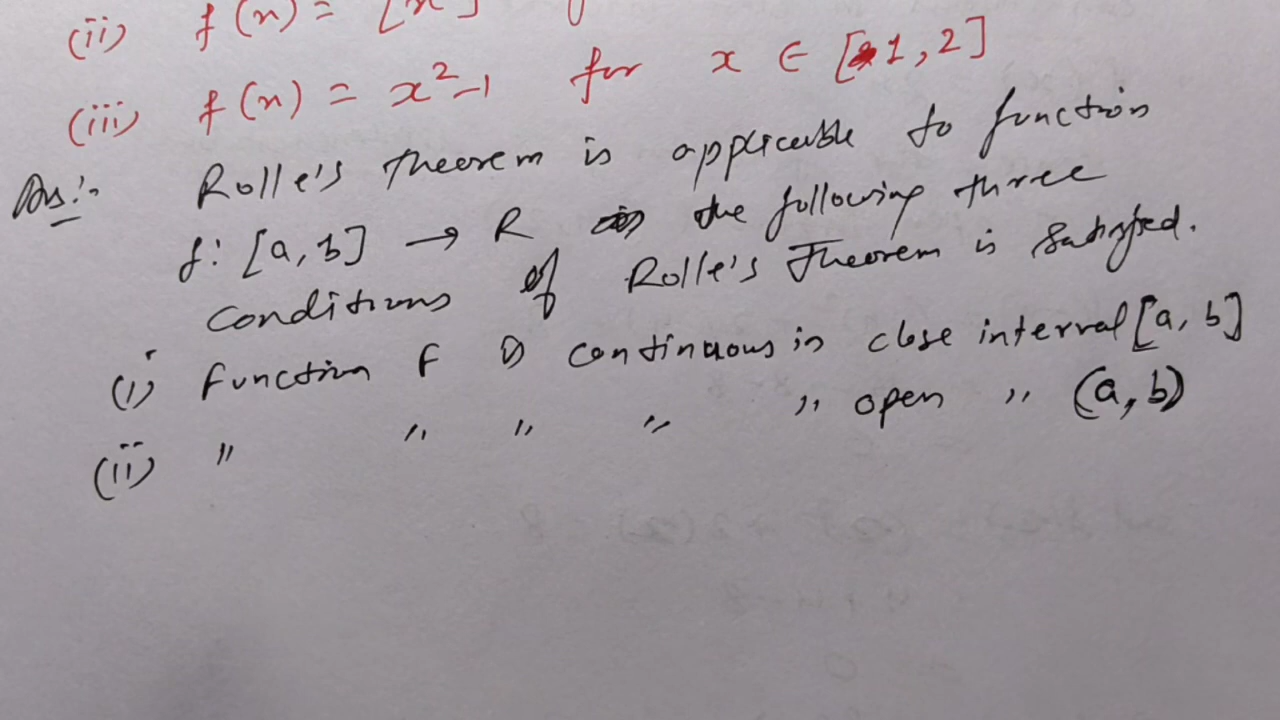 (ii) f(x) = [x]
(iii) f(x) = x²-1 for x ∈ [1, 2]
Ans:- Rolle's theorem is applicable to function
f: [a, b] → R the following three
conditions of Rolle's Theorem is satisfied.
(i) Function F is continuous in close interval [a, b]
(ii) " " " " " open " (a, b)